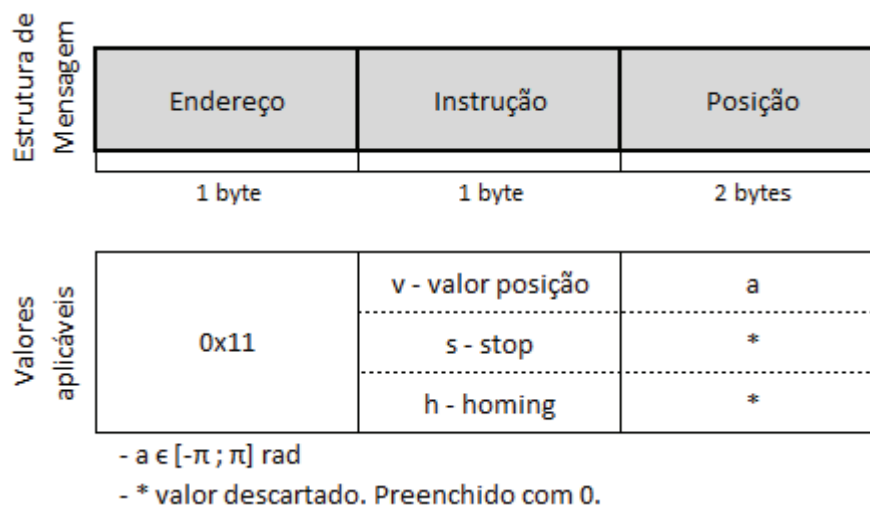 Estrutura de
Mensagem
Endereço
Instrução
Posição
1 byte
1 byte
2 bytes
Valores
aplicáveis
0x11
v - valor posição
a
s - stop
*
h - homing
*
- a ϵ [-π ; π] rad
- * valor descartado. Preenchido com 0.